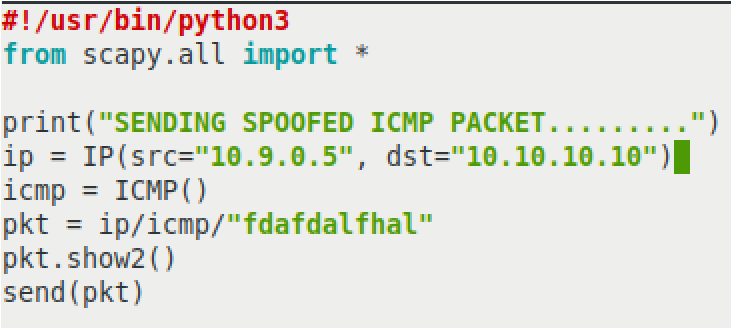 #!/usr/bin/python3
from scapy.all import *
print("SENDING SPOOFED ICMP PACKET.........")
ip = IP(src="10.9.0.5", dst="10.10.10.10")
icmp = ICMP()
pkt = ip/icmp/"fdafdalfhal"
pkt.show2()
send(pkt)